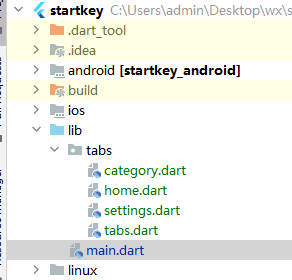 startkey C:\Users\admin\Desktop\wx\s
.dart_tool
.idea
android [startkey_android]
build
ios
lib
tabs
category.dart
home.dart
settings.dart
tabs.dart
main.dart
linux